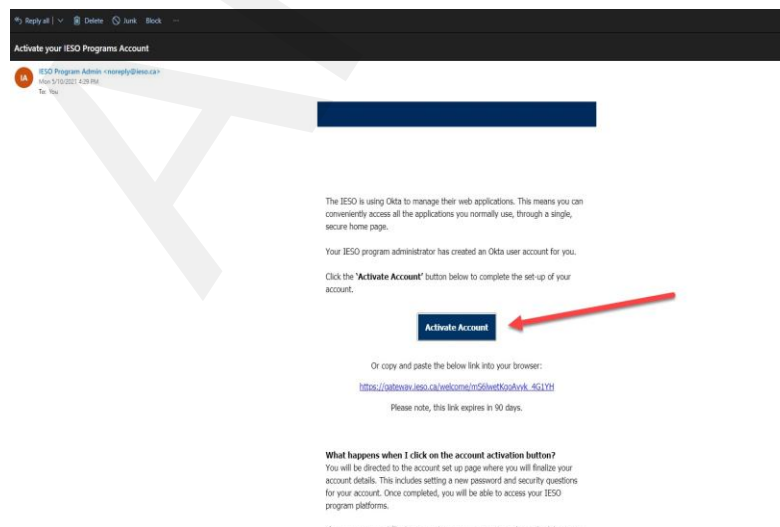 Reply all Delete Junk Block ...
Activate your IESO Programs Account
IA
IESO Program Admin <noreply@ieso.ca>
Mon 5/10/2021 4:29 PM
To: You
The IESO is using Okta to manage their web applications. This means you can
conveniently access all the applications you normally use, through a single,
secure home page.
Your IESO program administrator has created an Okta user account for you.
Click the 'Activate Account' button below to complete the set-up of your
account.
Activate Account
Or copy and paste the below link into your browser:
Please note, this link expires in 90 days.
What happens when I click on the account activation button?
You will be directed to the account set up page where you will finalize your
account details. This includes setting a new password and security questions
for your account. Once completed, you will be able to access your IESO
program platforms.